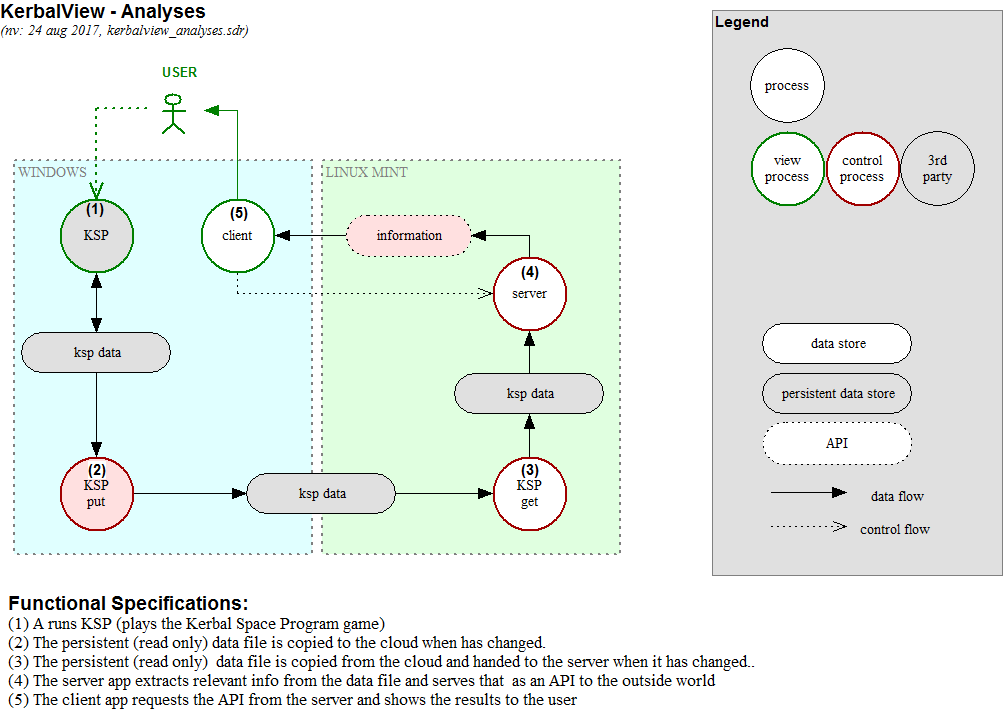 KerbalView - Analyses
(nv: 24 aug 2017, kerbalview_analyses.sdr)
USER
WINDOWS
LINUX MINT
(1)
KSP
(5)
client
information
(4)
server
ksp data
ksp data
(2)
KSP
put
ksp data
(3)
KSP
get
Legend
process
view
process
control
process
3rd
party
data store
persistent data store
API
data flow
control flow
Functional Specifications:
(1) A runs KSP (plays the Kerbal Space Program game)
(2) The persistent (read only) data file is copied to the cloud when has changed.
(3) The persistent (read only)  data file is copied from the cloud and handed to the server when it has changed..
(4) The server app extracts relevant info from the data file and serves that  as an API to the outside world
(5) The client app requests the API from the server and shows the results to the user